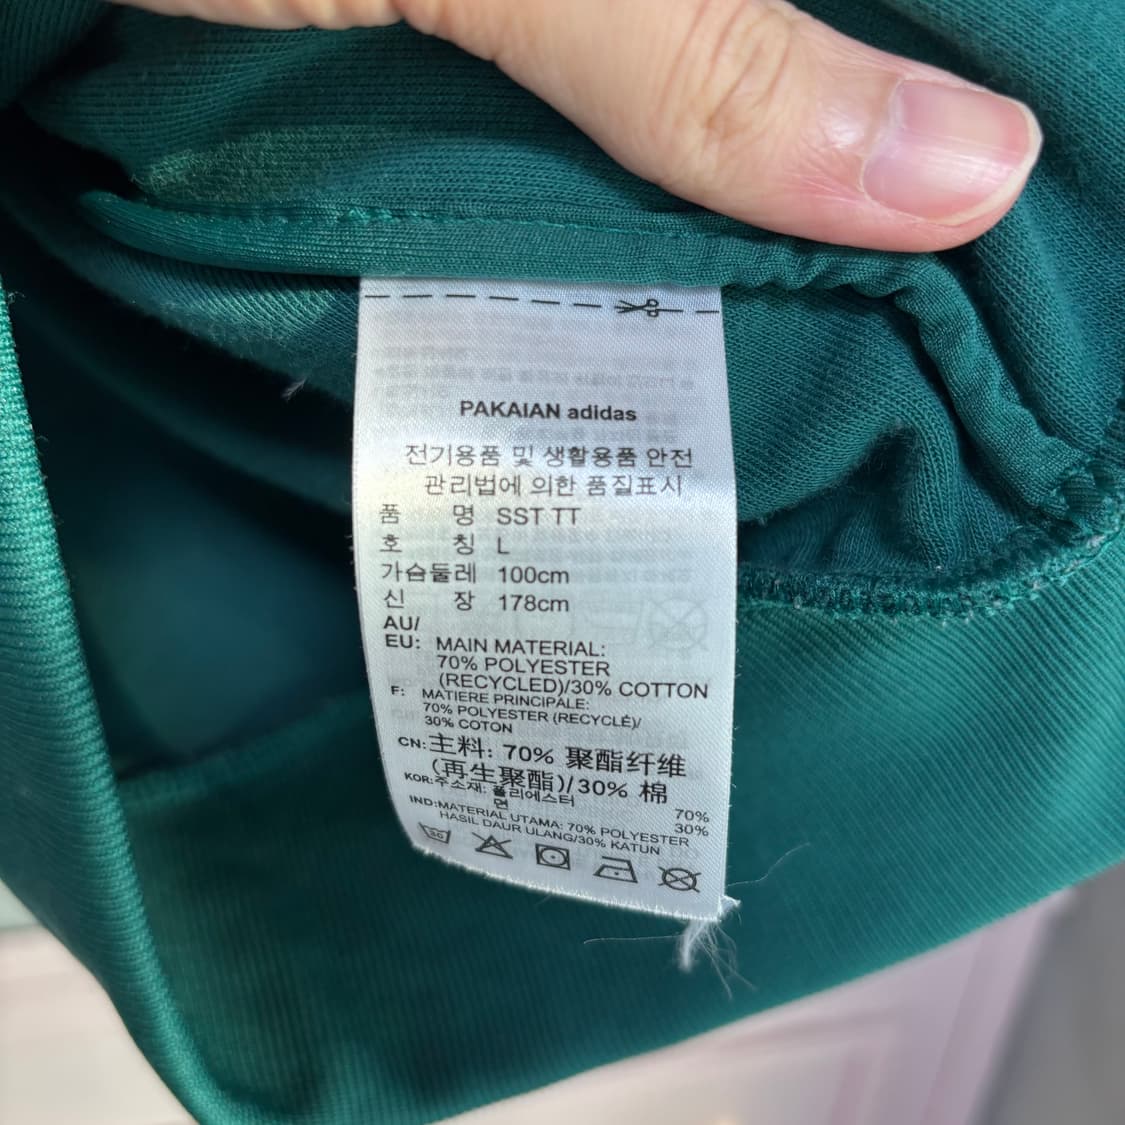 PAKAIAN adidas
전기용품 및 생활용품 안전
관리법에 의한 품질표시
품 명 SST TT
호 칭 L
가슴둘레 100cm
신 장 178cm
AU/
EU: MAIN MATERIAL:
70% POLYESTER
(RECYCLED)/30% COTTON
F: MATIERE PRINCIPALE:
70% POLYESTER (RECYCLÉ)/
30% COTON
CN: 主料: 70% 聚酯纤维
(再生聚酯)/30% 棉
KOR: 주소재: 폴리에스터 70%
면 30%
IND: MATERIAL UTAMA: 70% POLYESTER
HASIL DAUR ULANG/30% KATUN
30